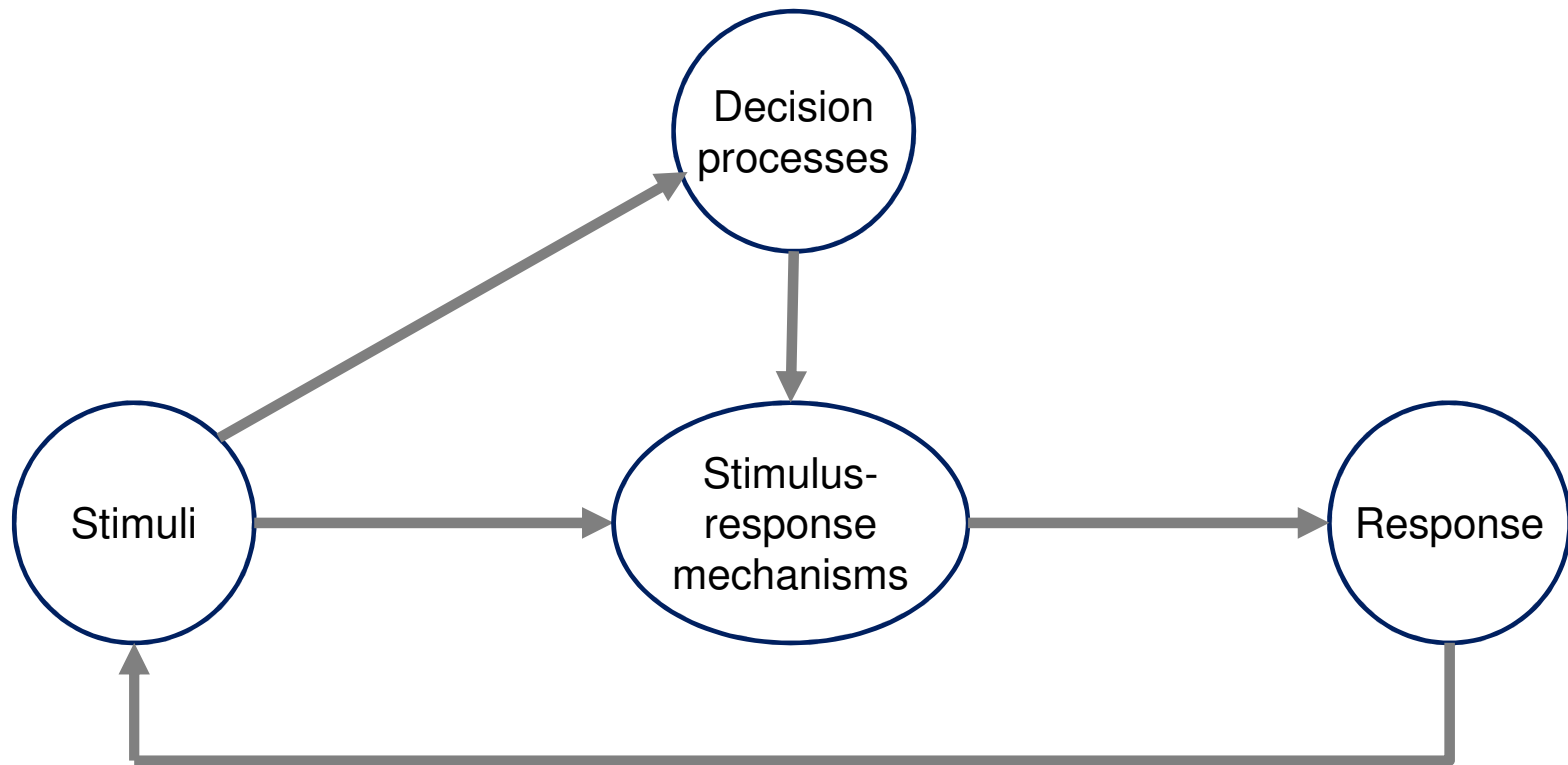 Decision
processes
Stimuli
Stimulus-
response
mechanisms
Response